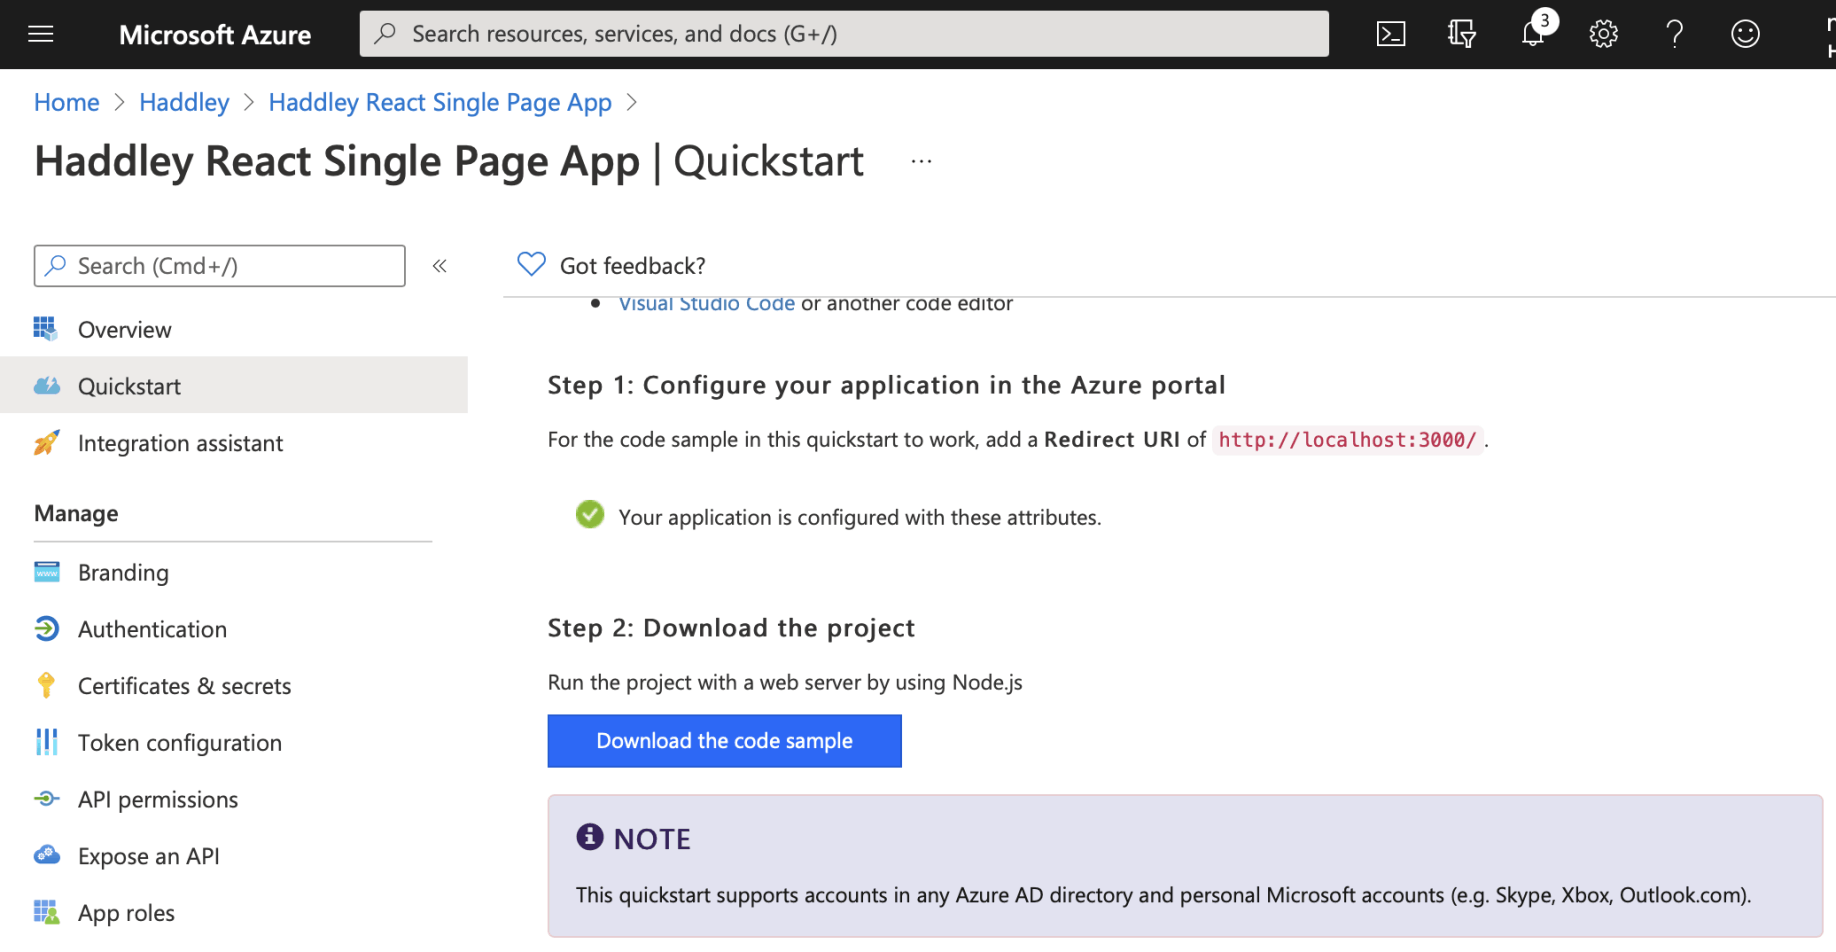 Microsoft Azure
Search resources, services, and docs (G+/)
3
Home > Haddley > Haddley React Single Page App >
Haddley React Single Page App | Quickstart ...
Search (Cmd+/)
«
Got feedback?
Overview
Quickstart
Integration assistant
Manage
Branding
Authentication
Certificates & secrets
Token configuration
API permissions
Expose an API
App roles
• Visual Studio Code or another code editor
Step 1: Configure your application in the Azure portal
For the code sample in this quickstart to work, add a Redirect URI of http://localhost:3000/.
Your application is configured with these attributes.
Step 2: Download the project
Run the project with a web server by using Node.js
Download the code sample
NOTE
This quickstart supports accounts in any Azure AD directory and personal Microsoft accounts (e.g. Skype, Xbox, Outlook.com).